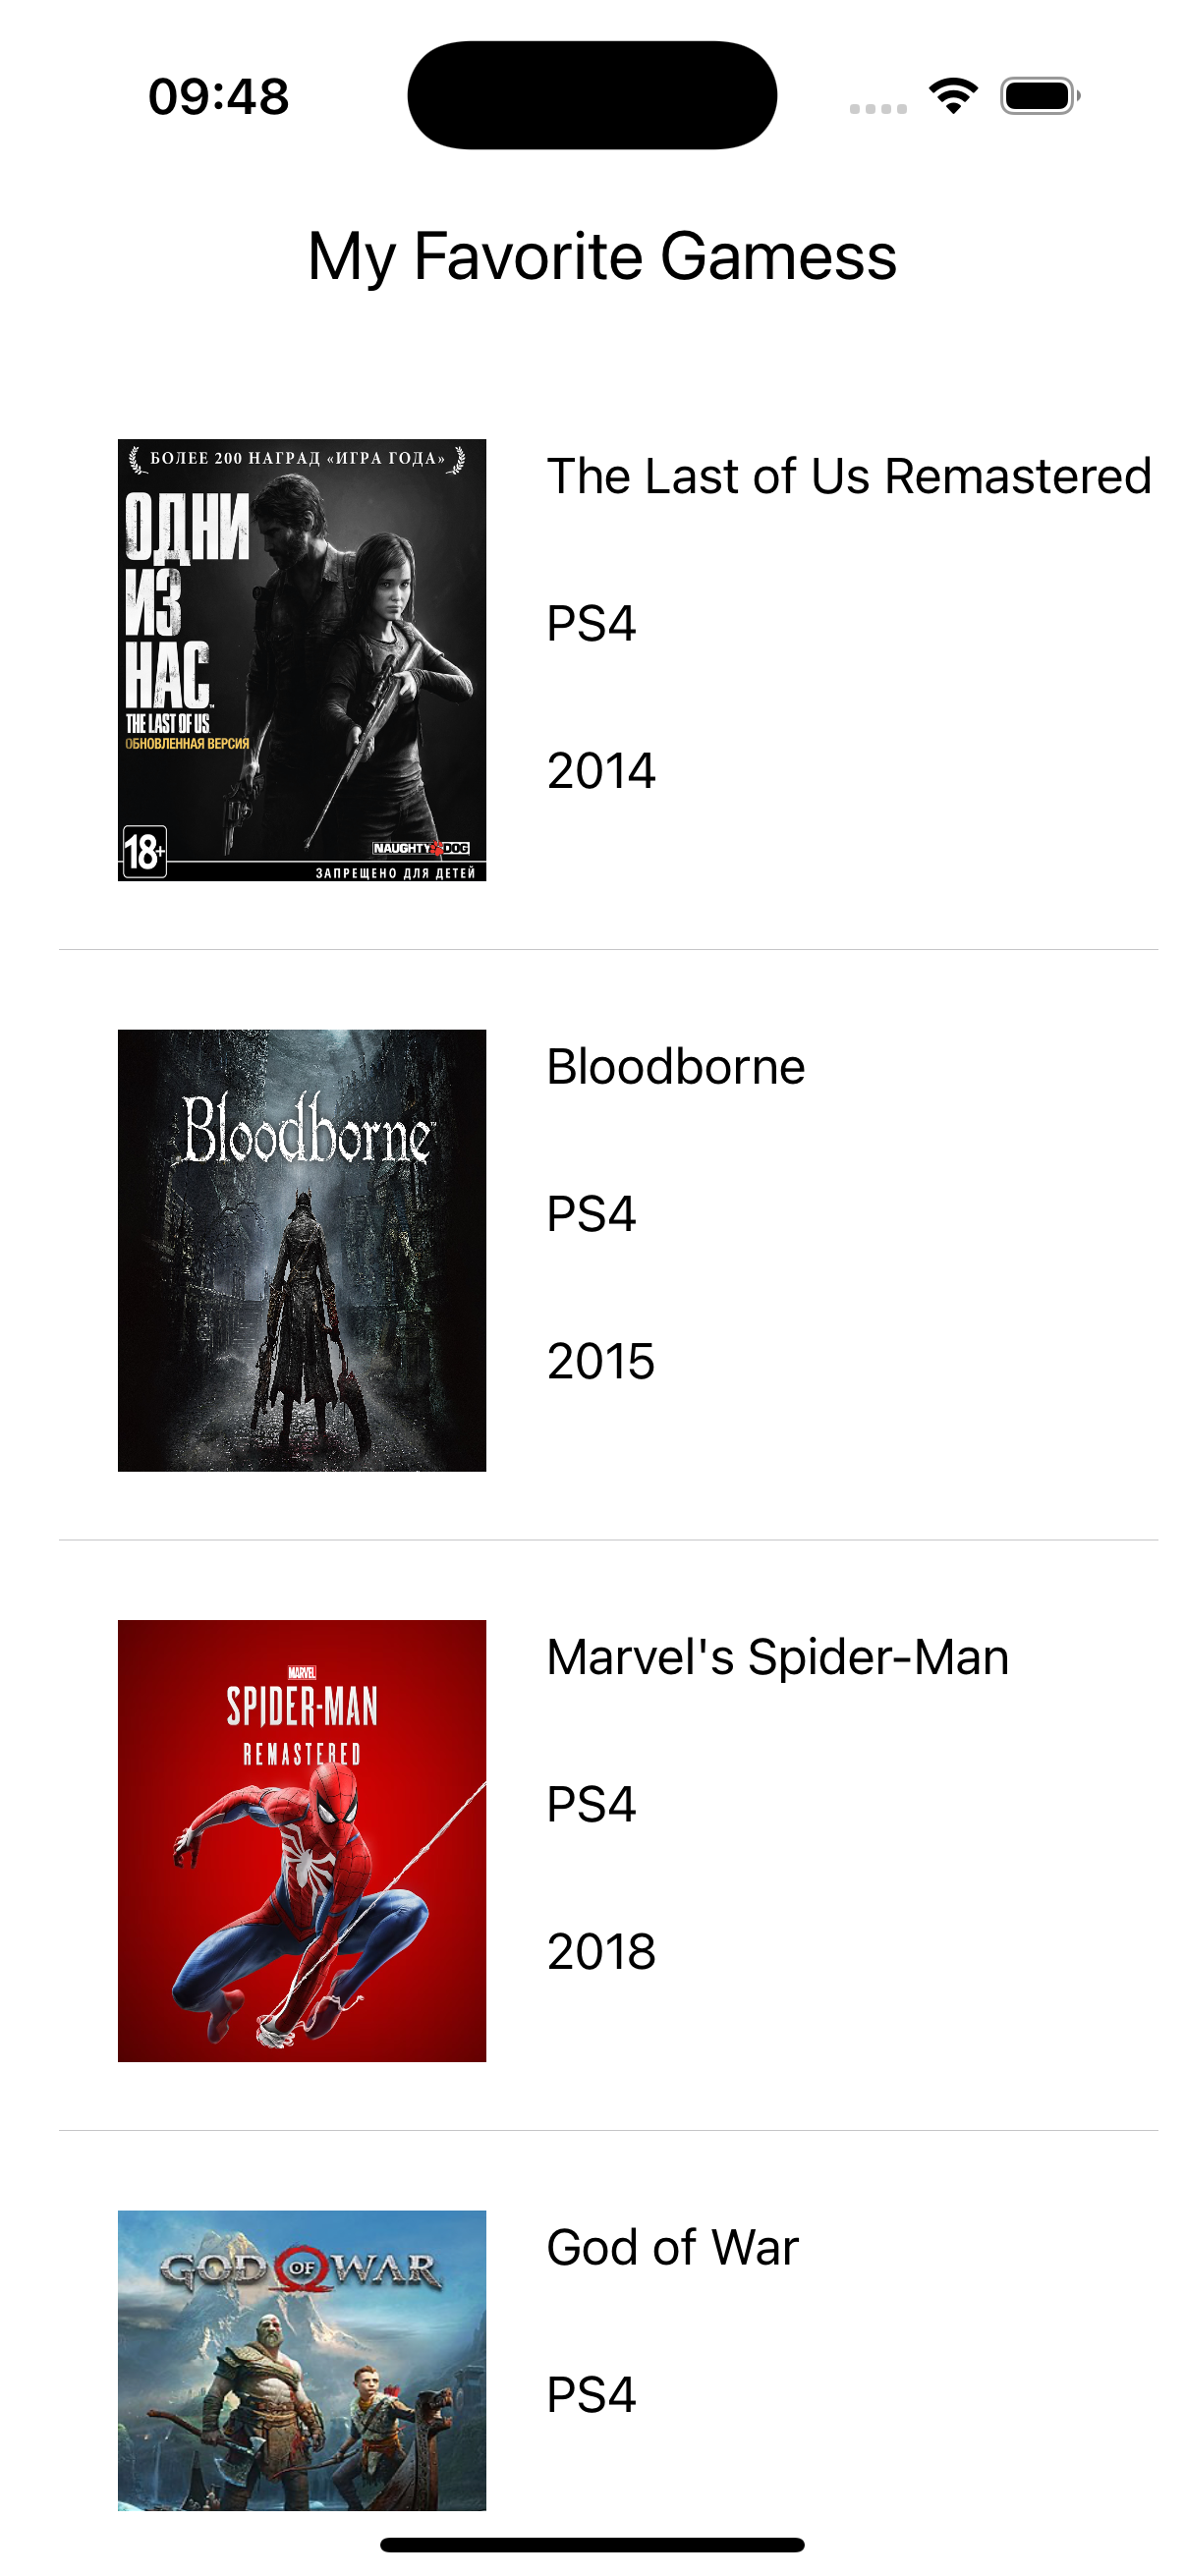 09:48
My Favorite Gamess
БОЛЕЕ 200 НАГРАД «ИГРА ГОДА»
ОДНИ
ИЗ
НАС™
THE LAST OF US
ОБНОВЛЕННАЯ ВЕРСИЯ
18+
NAUGHTY DOG
ЗАПРЕЩЕНО ДЛЯ ДЕТЕЙ
The Last of Us Remastered
PS4
2014
Bloodborne™
Bloodborne
PS4
2015
MARVEL
SPIDER-MAN
REMASTERED
Marvel's Spider-Man
PS4
2018
GOD OF WAR
God of War
PS4